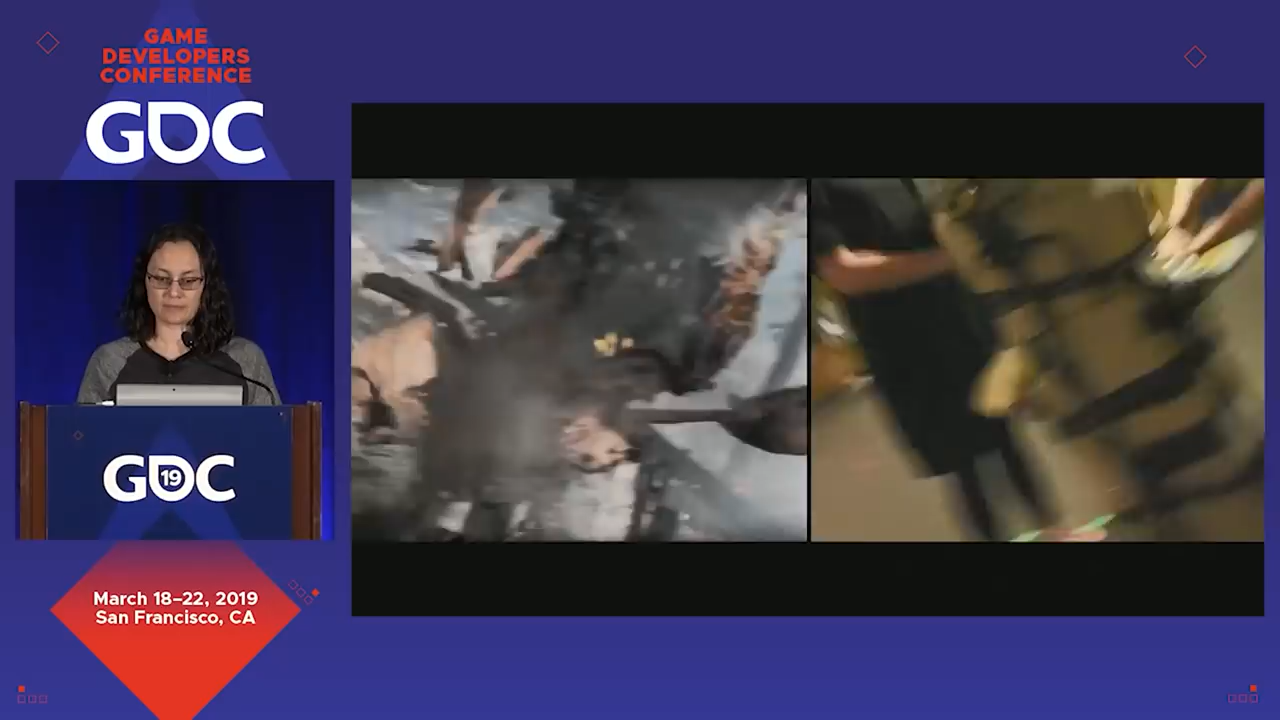 GAME
DEVELOPERS
CONFERENCE
GDC
GDC
19
March 18–22, 2019
San Francisco, CA